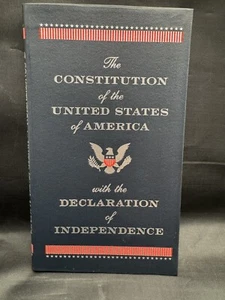 The
CONSTITUTION
of the
UNITED STATES
of AMERICA
with the
DECLARATION
of
INDEPENDENCE